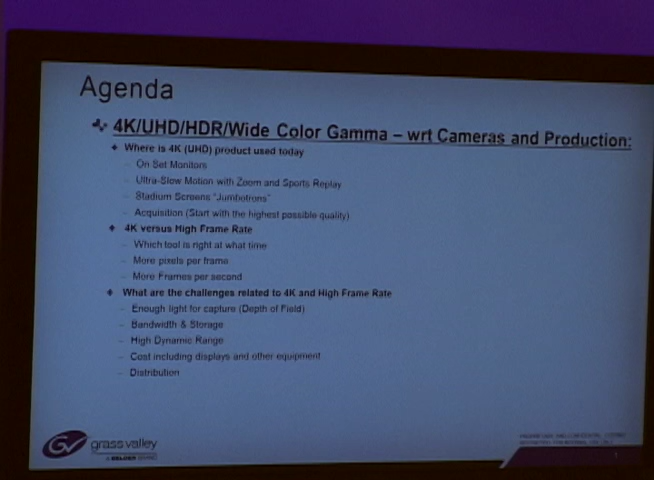 Agenda
4K/UHD/HDR/Wide Color Gamma – wrt Cameras and Production:
Where is 4K (UHD) product used today
On Set Monitors
Ultra-Slow Motion with Zoom and Sports Replay
Stadium Screens "Jumbotrons"
Acquisition (Start with the highest possible quality)
4K versus High Frame Rate
Which tool is right at what time
More pixels per frame
More Frames per second
What are the challenges related to 4K and High Frame Rate
Enough light for capture (Depth of Field)
Bandwidth & Storage
High Dynamic Range
Cost including displays and other equipment
Distribution
GV grass valley
A BELDEN BRAND